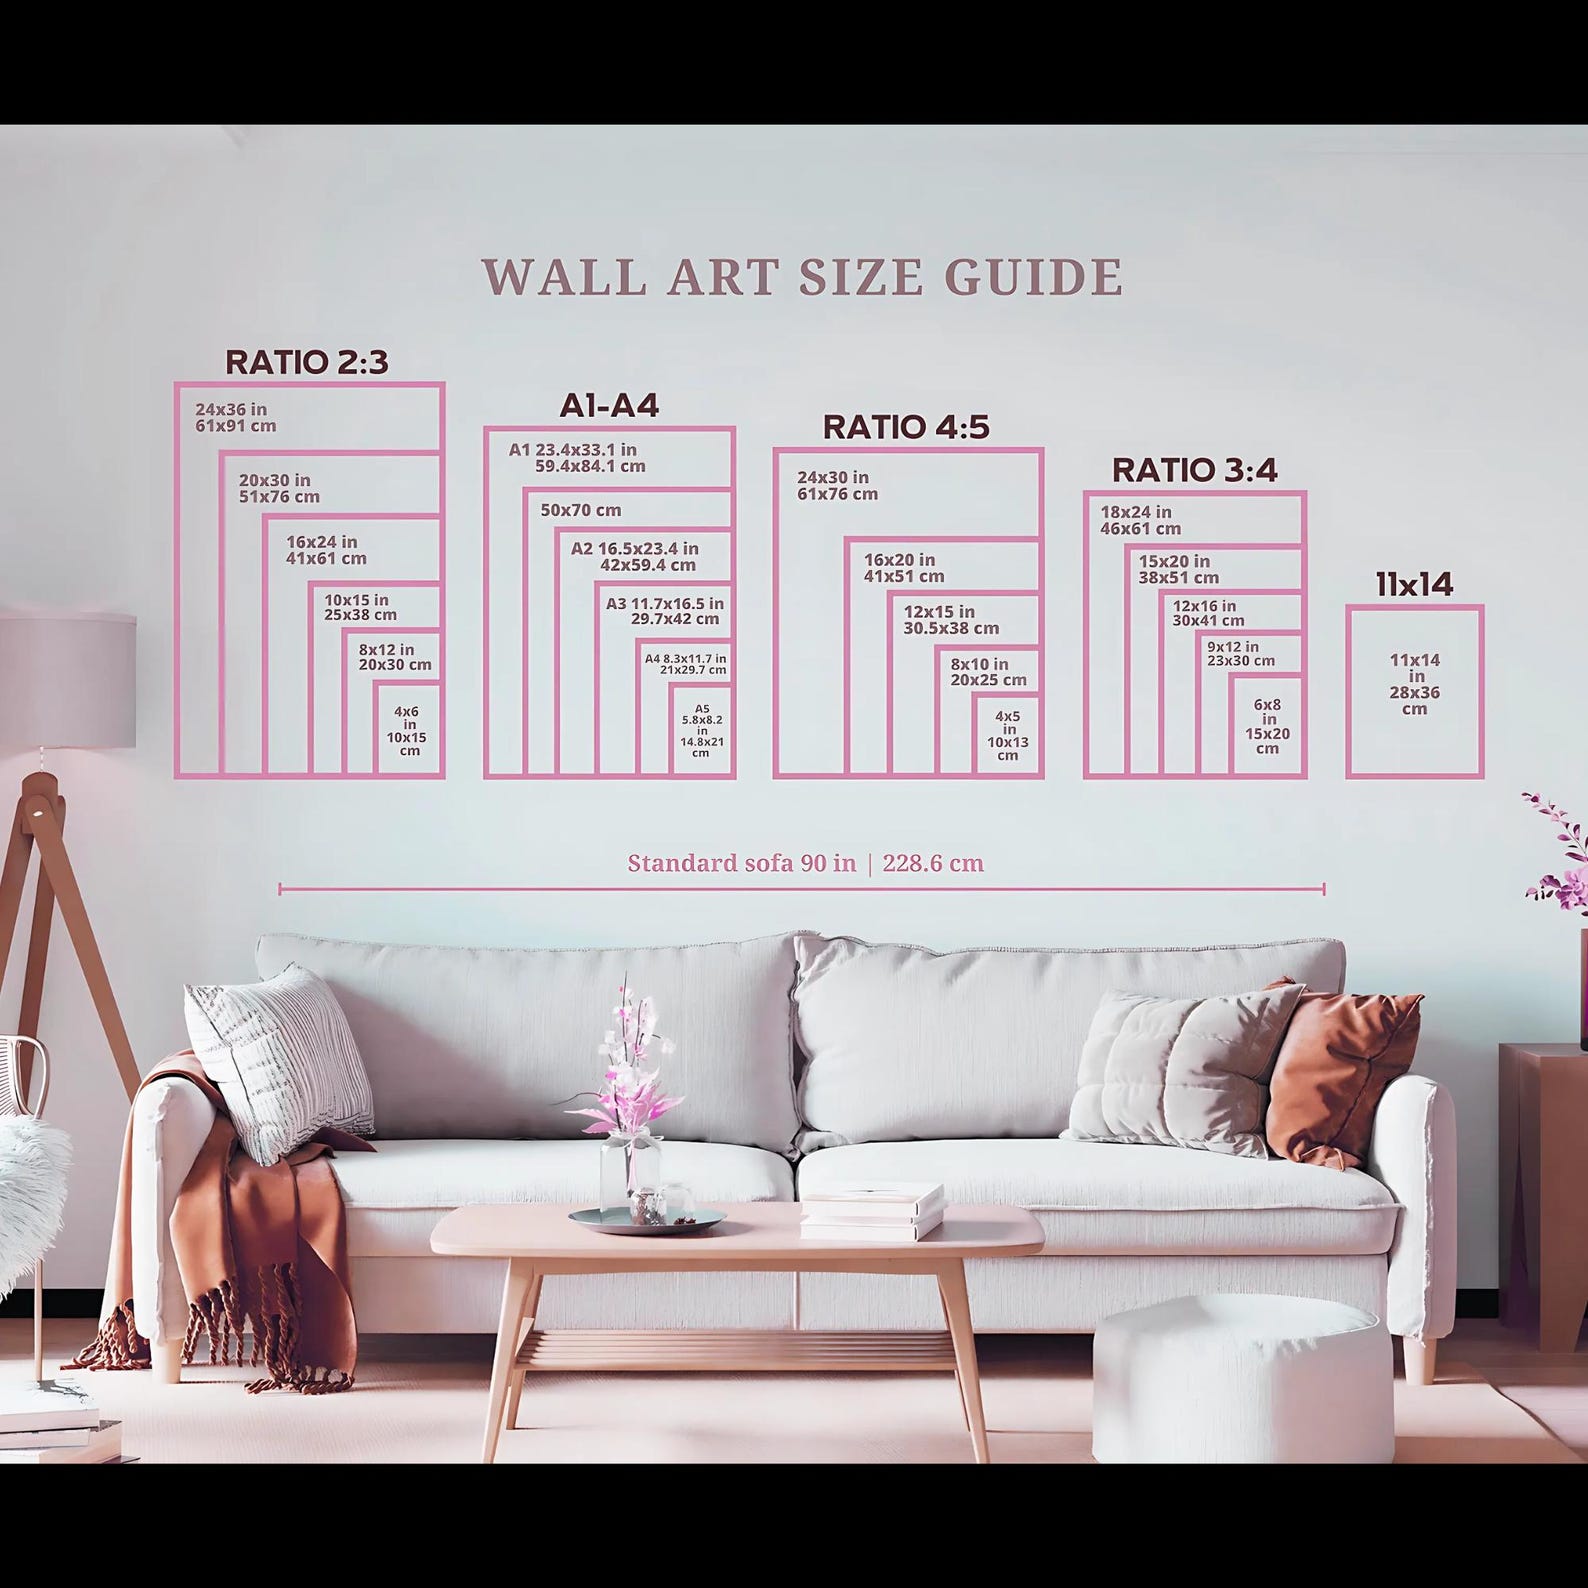 WALL ART SIZE GUIDE
RATIO 2:3
24x36 in
61x91 cm
20x30 in
51x76 cm
16x24 in
41x61 cm
10x15 in
25x38 cm
8x12 in
20x30 cm
4x6
in
10x15
cm
A1-A4
A1 23.4x33.1 in
59.4x84.1 cm
50x70 cm
A2 16.5x23.4 in
42x59.4 cm
A3 11.7x16.5 in
29.7x42 cm
A4 8.3x11.7 in
21x29.7 cm
A5
5.8x8.2
in
14.8x21
cm
RATIO 4:5
24x30 in
61x76 cm
16x20 in
41x51 cm
12x15 in
30.5x38 cm
8x10 in
20x25 cm
4x5
in
10x13
cm
RATIO 3:4
18x24 in
46x61 cm
15x20 in
38x51 cm
12x16 in
30x41 cm
9x12 in
23x30 cm
6x8
in
15x20
cm
11x14
11x14
in
28x36
cm
Standard sofa 90 in | 228.6 cm